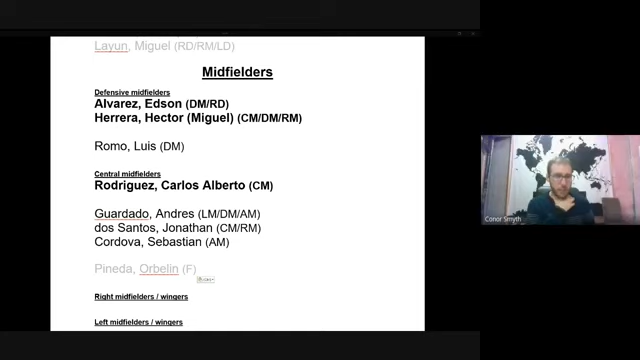 Layun, Miguel (RD/RM/LD)
Midfielders
Defensive midfielders
Alvarez, Edson (DM/RD)
Herrera, Hector (Miguel) (CM/DM/RM)
Romo, Luis (DM)
Central midfielders
Rodriguez, Carlos Alberto (CM)
Guardado, Andres (LM/DM/AM)
dos Santos, Jonathan (CM/RM)
Cordova, Sebastian (AM)
Pineda, Orbelin (F)
Right midfielders / wingers
Left midfielders / wingers
Conor Smyth